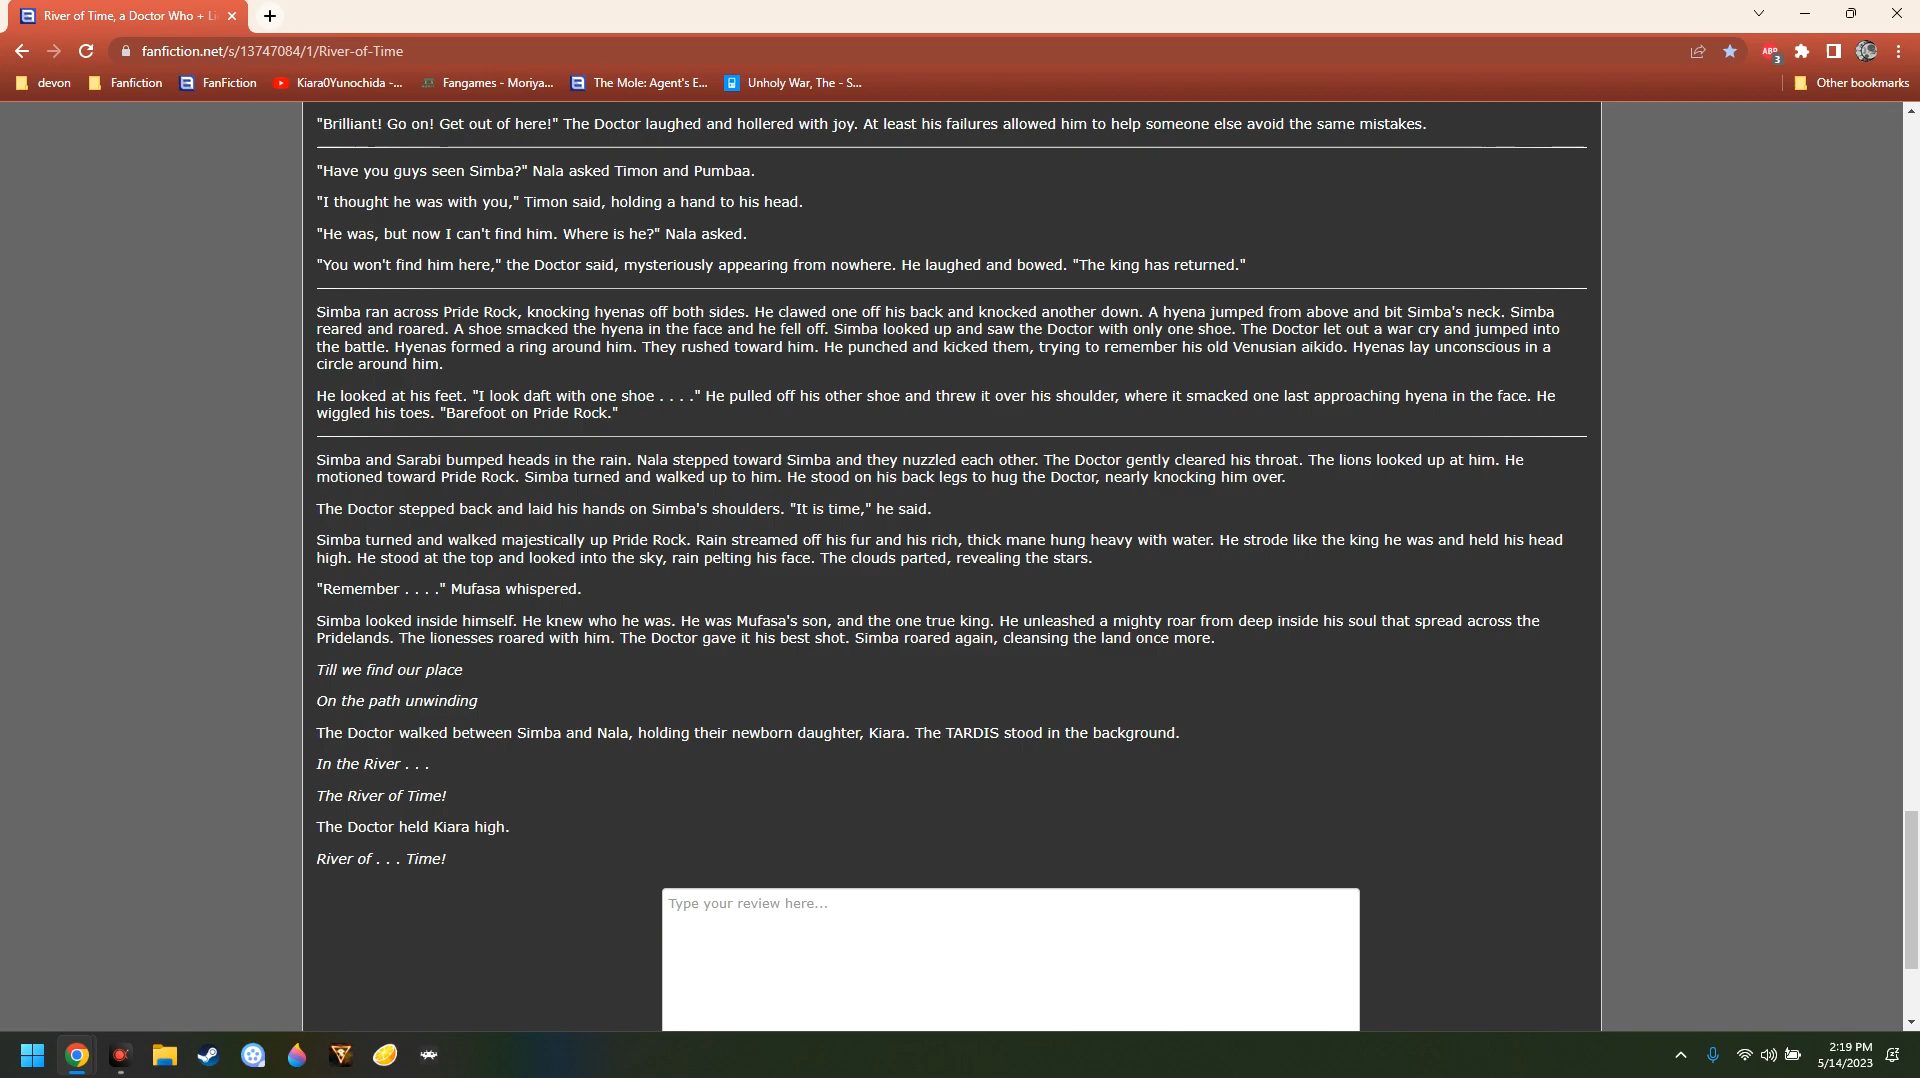 River of Time, a Doctor Who + Li
fanfiction.net/s/13747084/1/River-of-Time
ABP
3
devon
Fanfiction
FanFiction
Kiara0Yunochida -...
Fangames - Moriya...
The Mole: Agent's E...
Unholy War, The - S...
Other bookmarks
"Brilliant! Go on! Get out of here!" The Doctor laughed and hollered with joy. At least his failures allowed him to help someone else avoid the same mistakes.
"Have you guys seen Simba?" Nala asked Timon and Pumbaa.
"I thought he was with you," Timon said, holding a hand to his head.
"He was, but now I can't find him. Where is he?" Nala asked.
"You won't find him here," the Doctor said, mysteriously appearing from nowhere. He laughed and bowed. "The king has returned."
Simba ran across Pride Rock, knocking hyenas off both sides. He clawed one off his back and knocked another down. A hyena jumped from above and bit Simba's neck. Simba
reared and roared. A shoe smacked the hyena in the face and he fell off. Simba looked up and saw the Doctor with only one shoe. The Doctor let out a war cry and jumped into
the battle. Hyenas formed a ring around him. They rushed toward him. He punched and kicked them, trying to remember his old Venusian aikido. Hyenas lay unconscious in a
circle around him.
He looked at his feet. "I look daft with one shoe . . . ." He pulled off his other shoe and threw it over his shoulder, where it smacked one last approaching hyena in the face. He
wiggled his toes. "Barefoot on Pride Rock."
Simba and Sarabi bumped heads in the rain. Nala stepped toward Simba and they nuzzled each other. The Doctor gently cleared his throat. The lions looked up at him. He
motioned toward Pride Rock. Simba turned and walked up to him. He stood on his back legs to hug the Doctor, nearly knocking him over.
The Doctor stepped back and laid his hands on Simba's shoulders. "It is time," he said.
Simba turned and walked majestically up Pride Rock. Rain streamed off his fur and his rich, thick mane hung heavy with water. He strode like the king he was and held his head
high. He stood at the top and looked into the sky, rain pelting his face. The clouds parted, revealing the stars.
"Remember . . . ." Mufasa whispered.
Simba looked inside himself. He knew who he was. He was Mufasa's son, and the one true king. He unleashed a mighty roar from deep inside his soul that spread across the
Pridelands. The lionesses roared with him. The Doctor gave it his best shot. Simba roared again, cleansing the land once more.
Till we find our place
On the path unwinding
The Doctor walked between Simba and Nala, holding their newborn daughter, Kiara. The TARDIS stood in the background.
In the River . . .
The River of Time!
The Doctor held Kiara high.
River of . . . Time!
Type your review here...
2:19 PM
5/14/2023